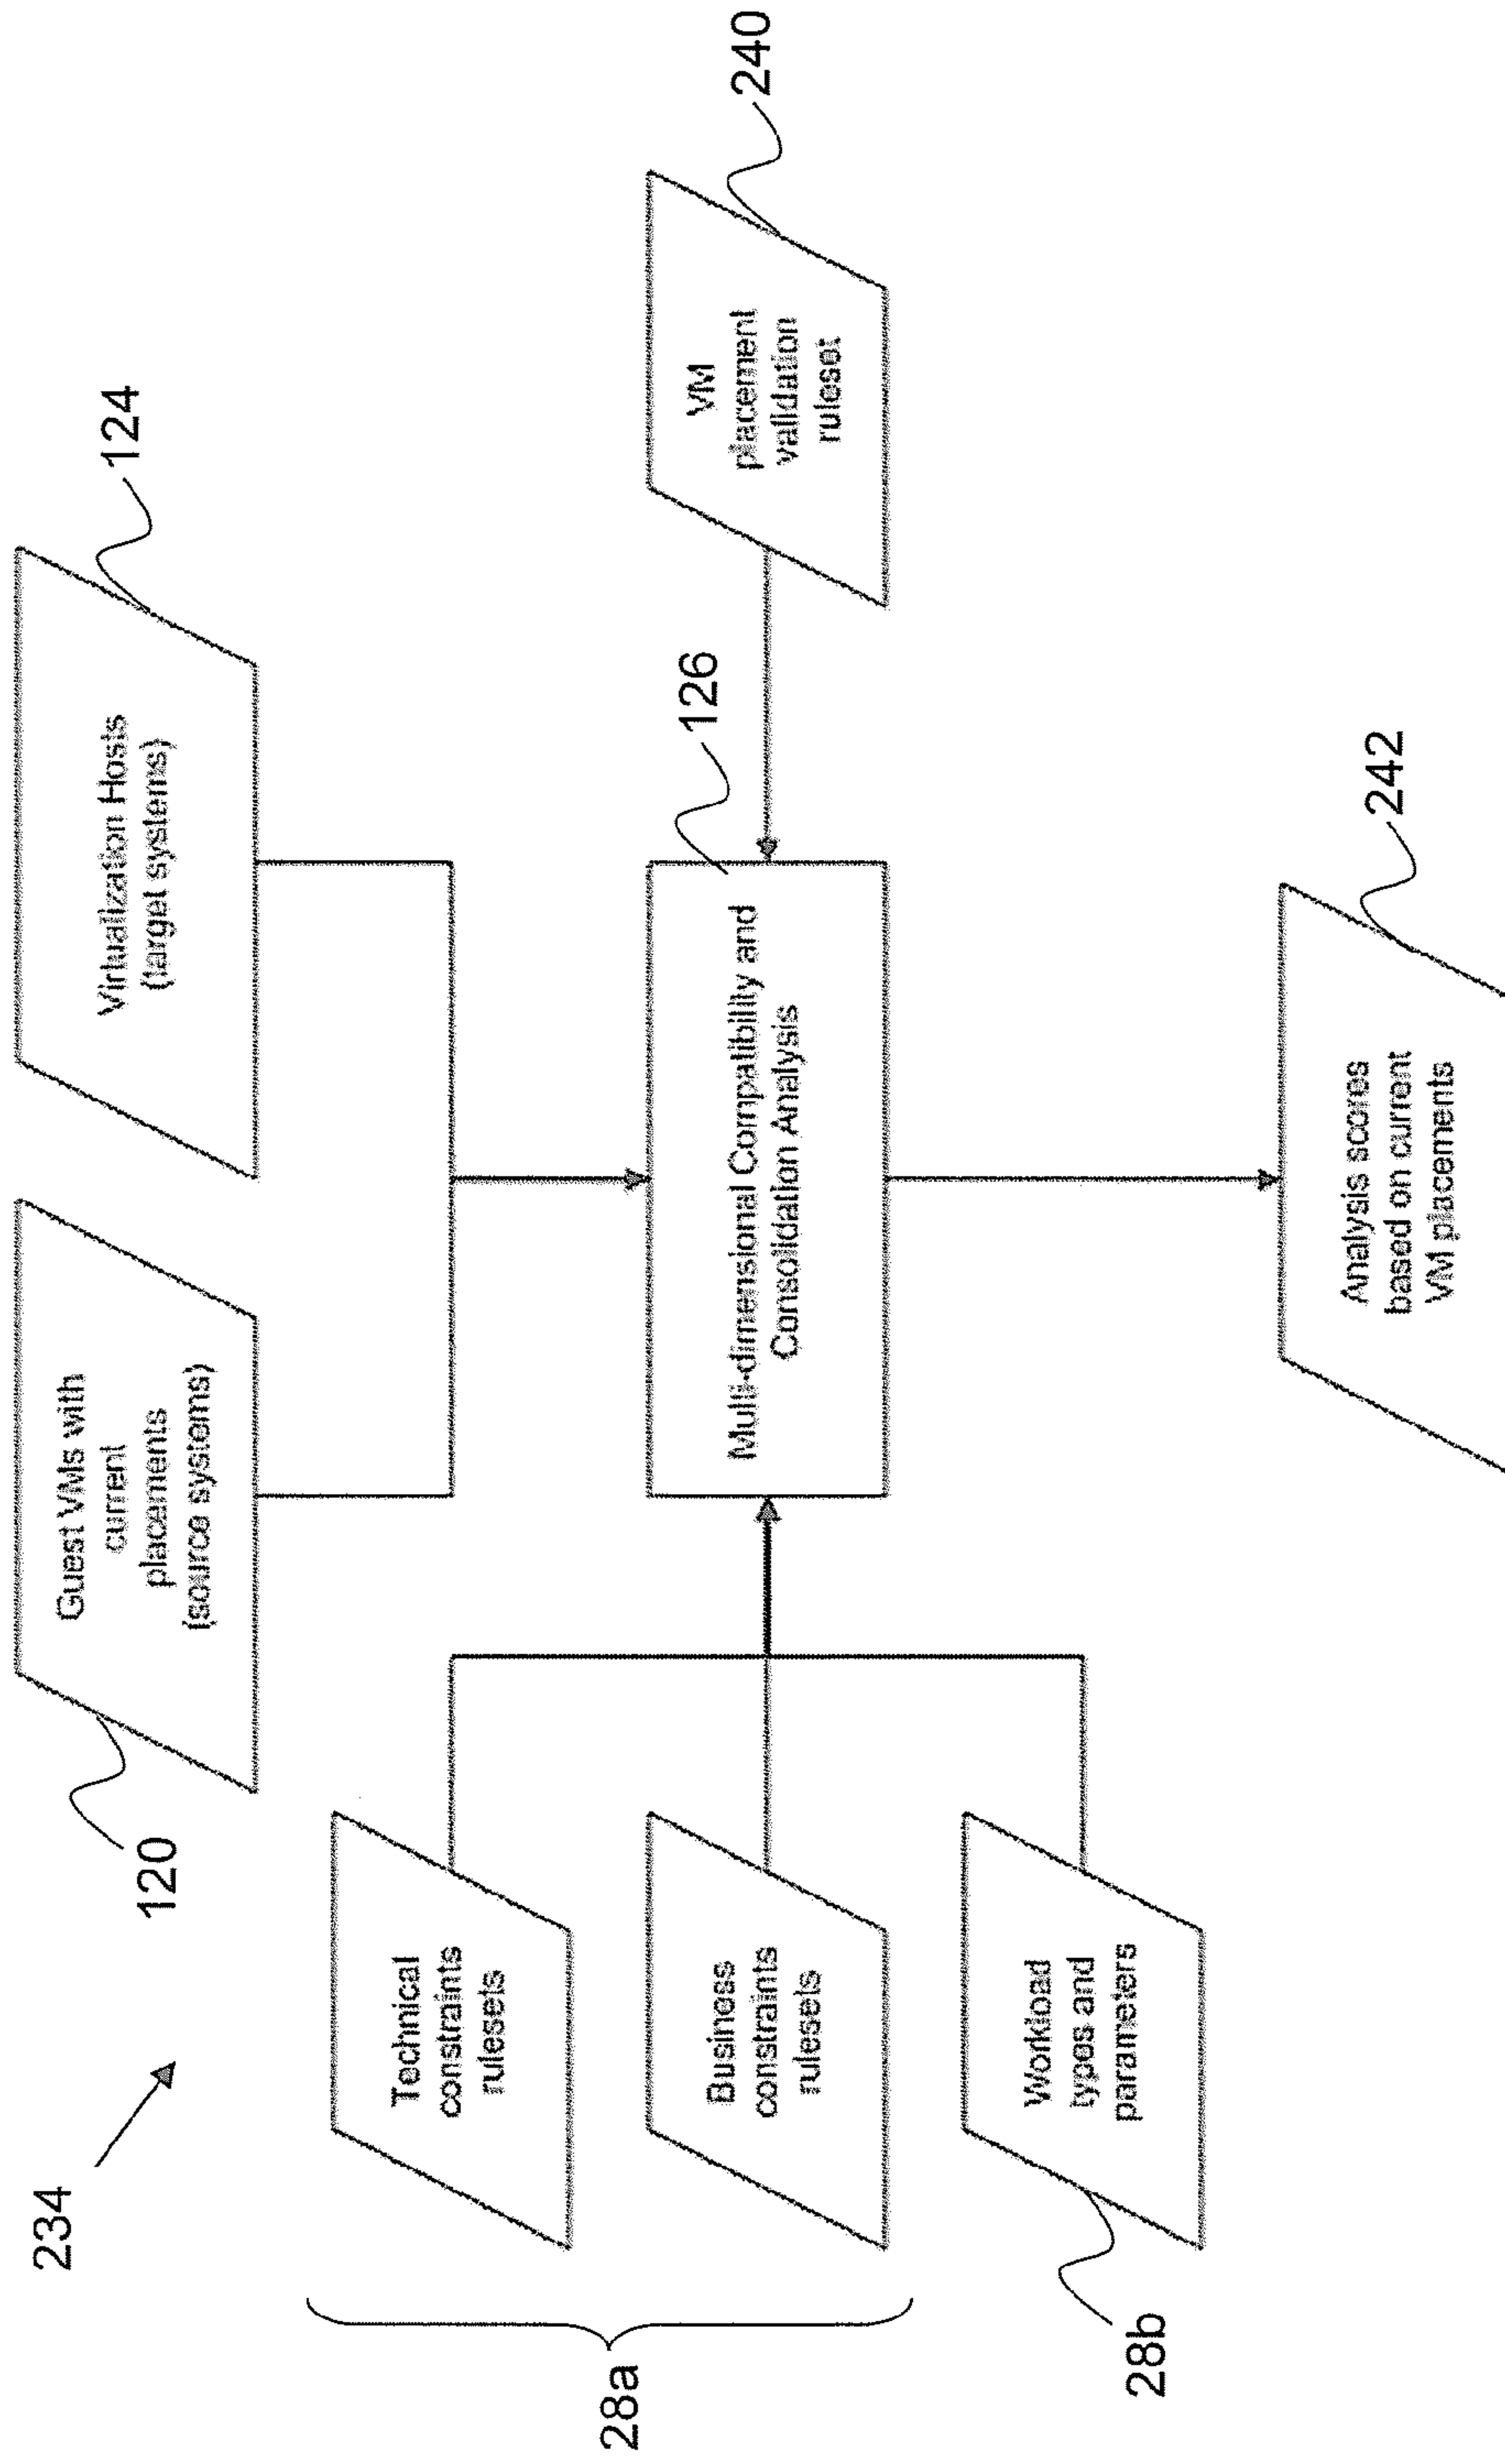 234
120
Guest VMs with
current
placements
(source systems)
Virtualization Hosts
(target systems)
124
28a
Technical
constraints
rulesets
Business
constraints
rulesets
28b
Workload
types and
parameters
126
Multi-dimensional Compatibility and
Consolidation Analysis
VM
placement
validation
ruleset
240
Analysis scores
based on current
VM placements
242